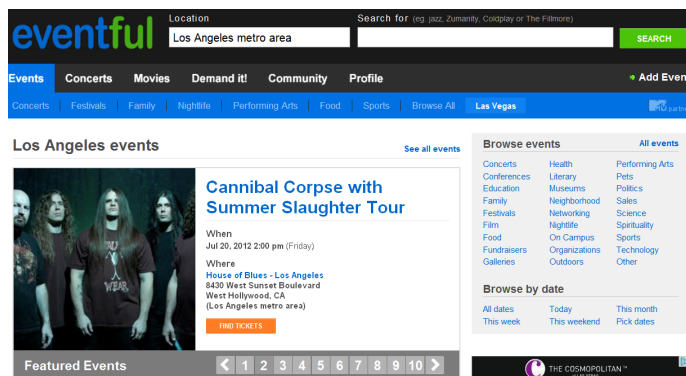 eventful
Location
Search for (eg. jazz, Zumanity, Coldplay or The Fillmore)
Los Angeles metro area
SEARCH
Events Concerts Movies Demand it! Community Profile
Add Even
Concerts Festivals Family Nightlife Performing Arts Food Sports Browse All Las Vegas
partne
Los Angeles events
See all events
Cannibal Corpse with
Summer Slaughter Tour
When
Jul 20, 2012 2:00 pm (Friday)
Where
House of Blues - Los Angeles
8430 West Sunset Boulevard
West Hollywood, CA
(Los Angeles metro area)
FIND TICKETS
WEAR
Featured Events
1 2 3 4 5 6 7 8 9 10
Browse events
All events
Concerts Health Performing Arts
Conferences Literary Pets
Education Museums Politics
Family Neighborhood Sales
Festivals Networking Science
Film Nightlife Spirituality
Food On Campus Sports
Fundraisers Organizations Technology
Galleries Outdoors Other
Browse by date
All dates Today This month
This week This weekend Pick dates
THE COSMOPOLITAN™